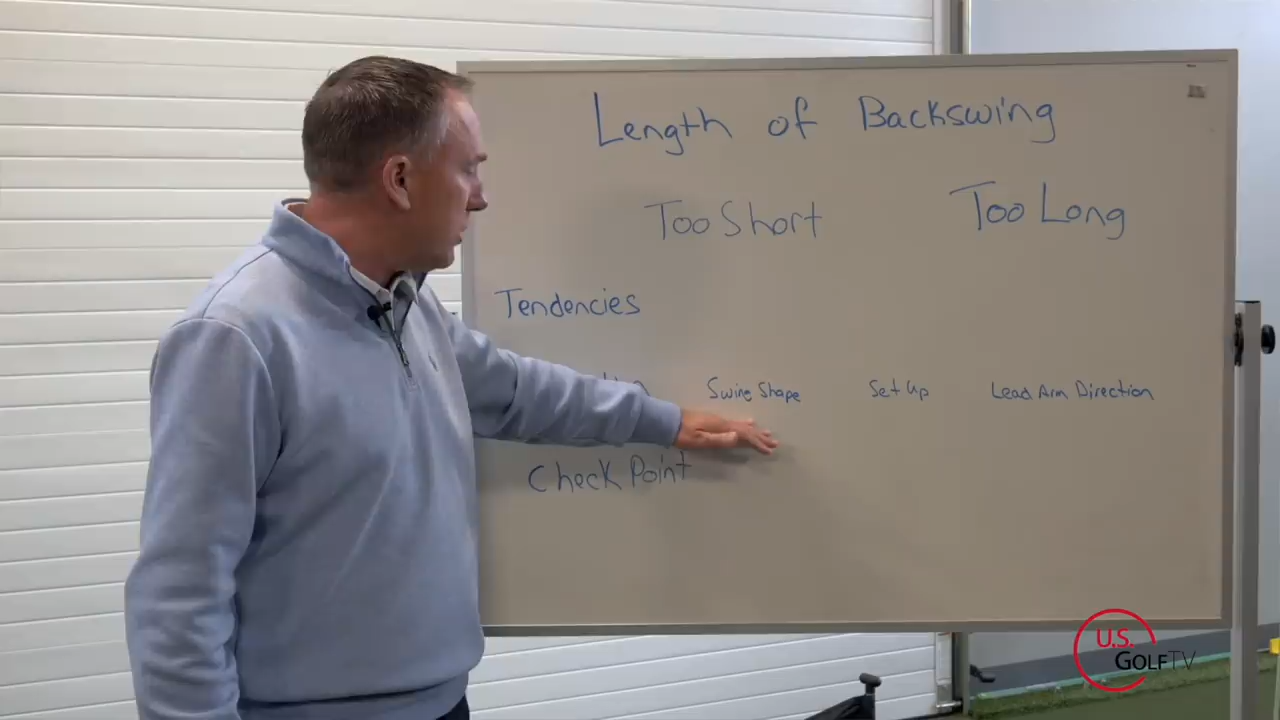 Length of Backswing
Too Short Too Long
Tendencies
Swing Shape Set Up Lead Arm Direction
Check Point
U.S.
GOLFTV